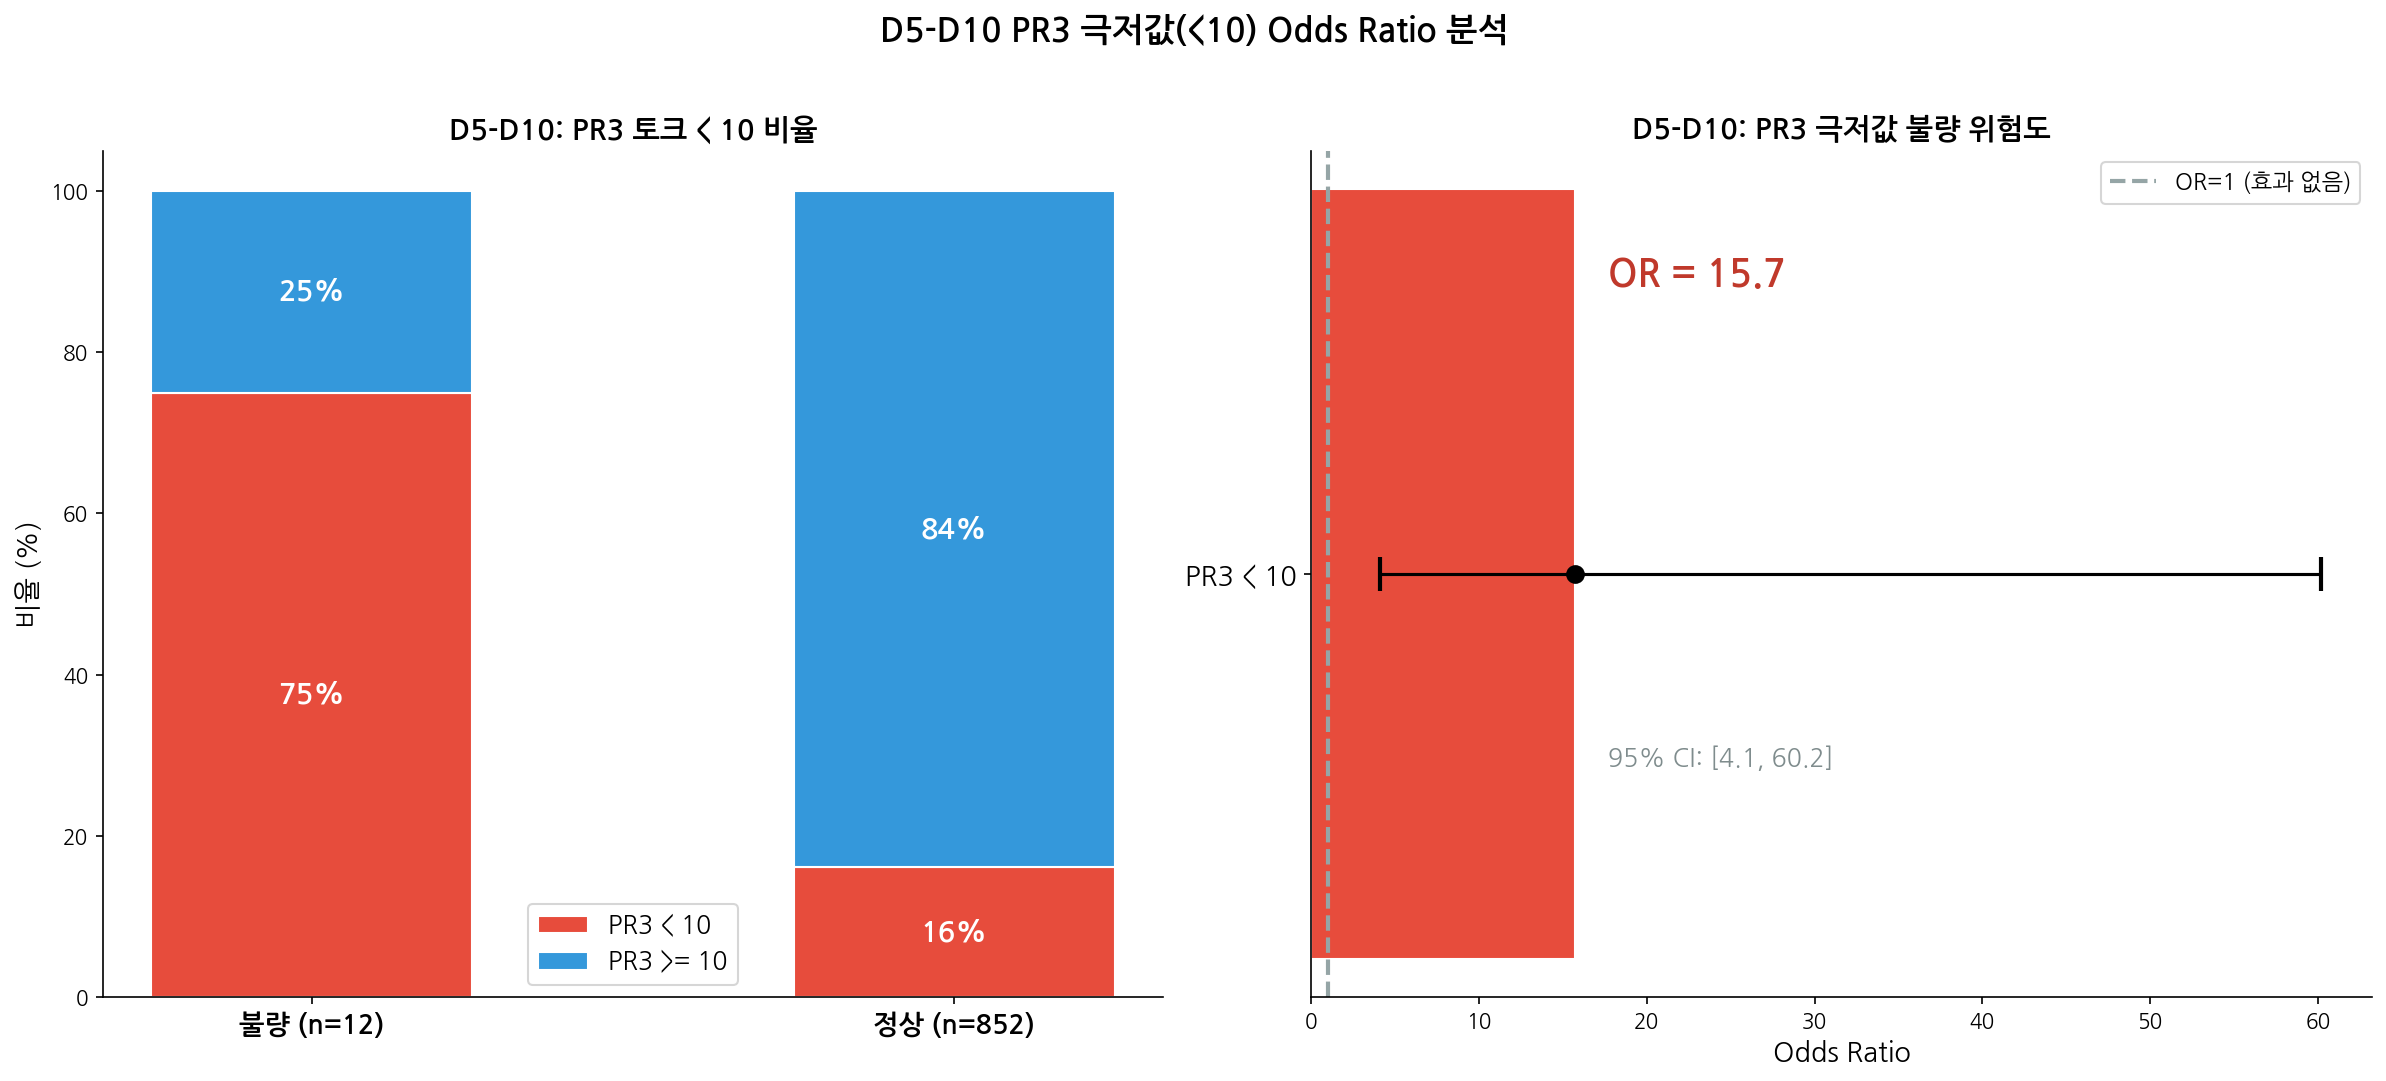 D5-D10 PR3 극저값(<10) Odds Ratio 분석
D5-D10: PR3 토크 < 10 비율
비율 (%)
100
80
60
40
20
0
25%
75%
84%
16%
PR3 < 10
PR3 >= 10
불량 (n=12)
정상 (n=852)
D5-D10: PR3 극저값 불량 위험도
OR=1 (효과 없음)
OR = 15.7
PR3 < 10
95% CI: [4.1, 60.2]
0 10 20 30 40 50 60
Odds Ratio